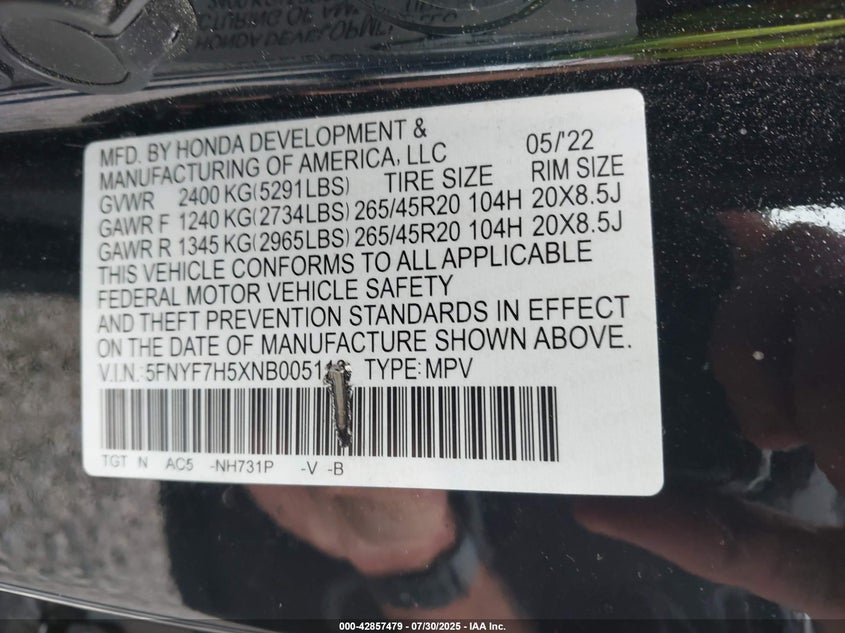 MFD. BY HONDA DEVELOPMENT &
MANUFACTURING OF AMERICA, LLC 05/'22
GVWR 2400 KG(5291LBS) TIRE SIZE RIM SIZE
GAWR F 1240 KG(2734LBS) 265/45R20 104H 20X8.5J
GAWR R 1345 KG(2965LBS) 265/45R20 104H 20X8.5J
THIS VEHICLE CONFORMS TO ALL APPLICABLE
FEDERAL MOTOR VEHICLE SAFETY
AND THEFT PREVENTION STANDARDS IN EFFECT
ON THE DATE OF MANUFACTURE SHOWN ABOVE.
V.I.N.: TYPE: MPV
TGT N AC5 -NH731P -V -B
000-42857479 | 07/30/2025 | IAA Inc.